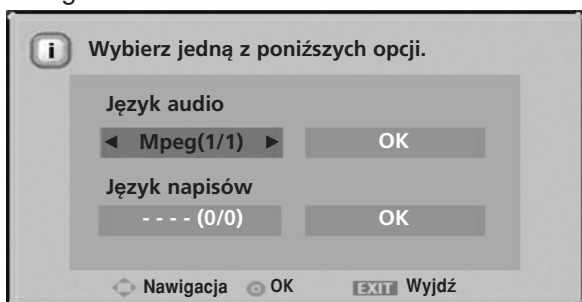 Wybierz jedną z poniższych opcji.
Język audio
◄ Mpeg(1/1) ► OK
Język napisów
- - - - (0/0) OK
Nawigacja OK EXIT Wyjdź